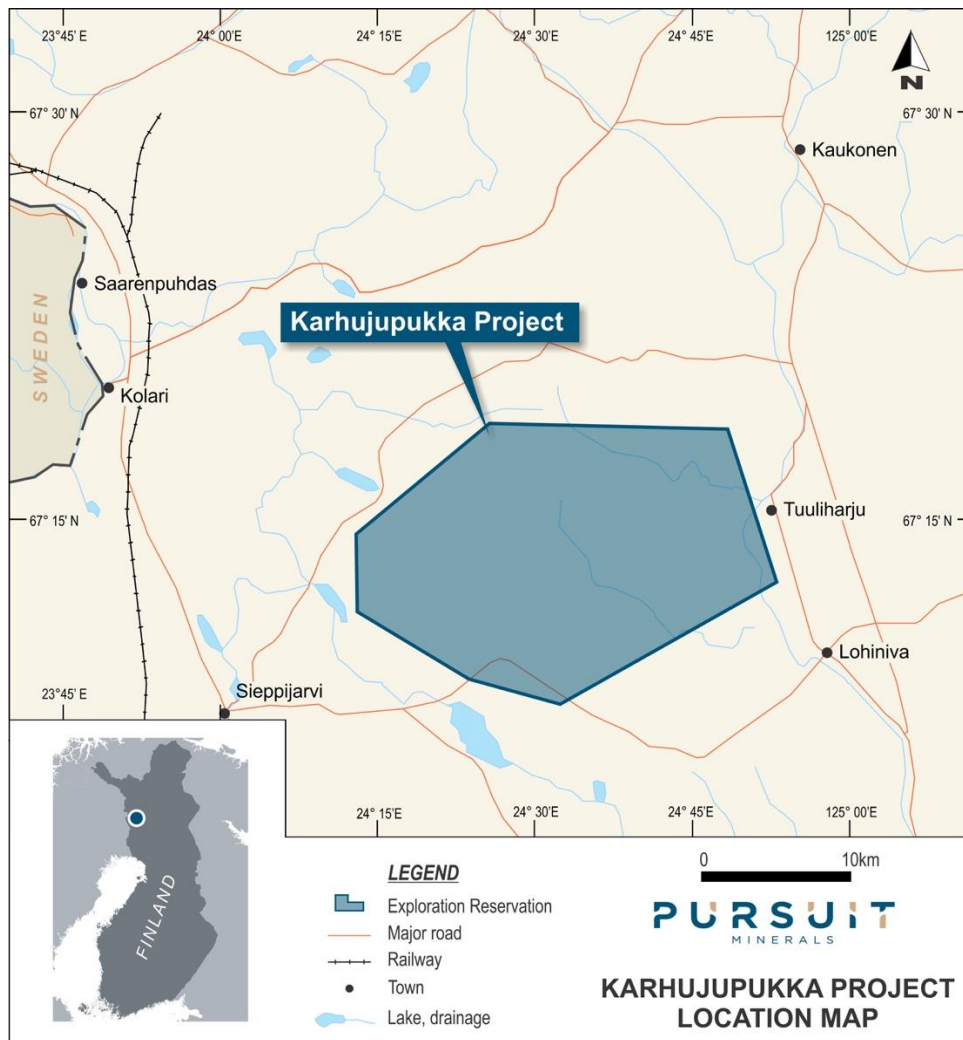 23° 45' E
24° 00' E
24° 15' E
24° 30' E
24° 45' E
125° 00'E
N
67° 30' N
67° 30' N
Kaukonen
Saarenpuhdas
SWEDEN
Karhujupukka Project
Kolari
67° 15' N
Tuuliharju
67° 15' N
Lohiniva
23° 45' E
Sieppijarvi
24° 15' E
24° 30' E
24° 45' E
125° 00'E
FINLAND
LEGEND
Exploration Reservation
Major road
Railway
Town
Lake, drainage
0 10km
PURSUIT
MINERALS
KARHUJUPUKKA PROJECT
LOCATION MAP